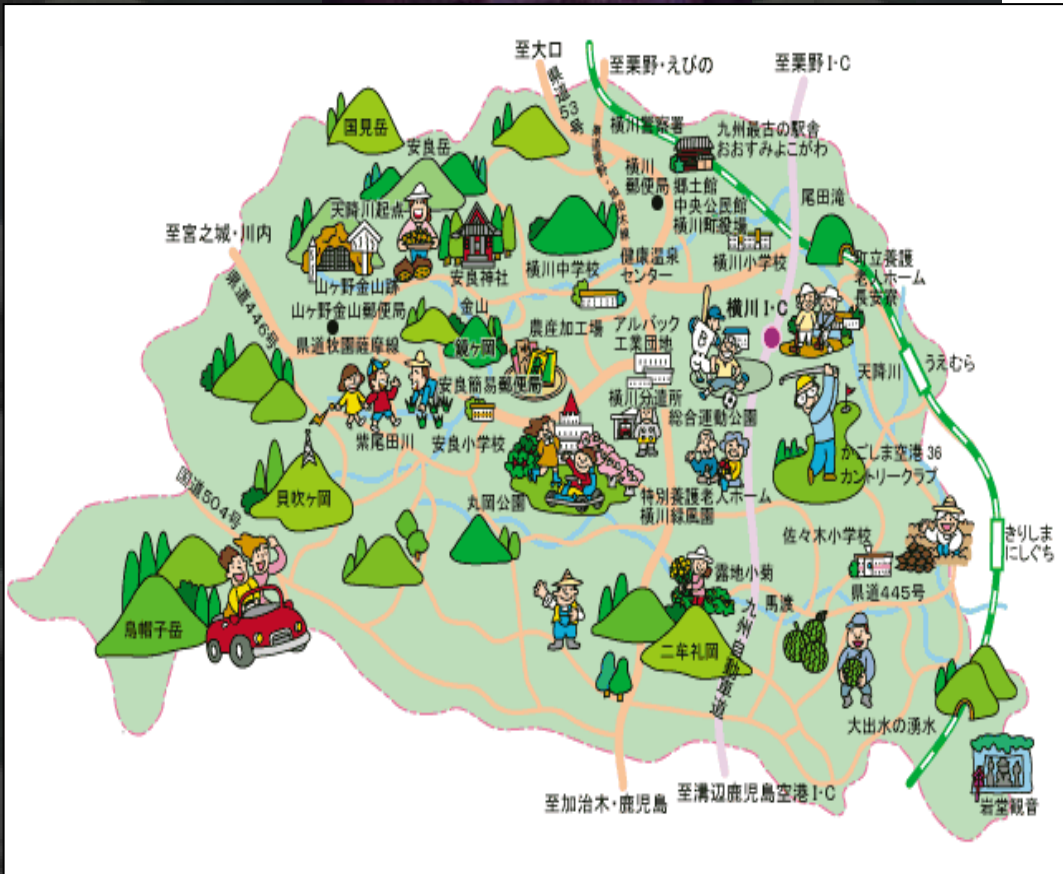 至大口
至栗野・えびの
至栗野I・C
県道53号
国見岳
横川警察署
九州最古の駅舎
おおすみよこがわ
安良岳
横川
郵便局
郷土館
中央公民館
横川町役場
尾田滝
天降川起点
至宮之城・川内
安良神社
横川中学校
健康温泉
センター
横川小学校
町立養護
老人ホーム
長安寮
山ヶ野金山跡
県道446号
山ヶ野金山郵便局
金山
横川I・C
農産加工場
アルバック
工業団地
県道牧園薩摩線
鏡ヶ岡
うえむら
天降川
安良簡易郵便局
横川分遣所
総合運動公園
紫尾田川
安良小学校
かごしま空港36
カントリークラブ
国道504号
貝吹ヶ岡
丸岡公園
特別養護老人ホーム
横川緑風園
佐々木小学校
きりしま
にしぐち
露地小菊
県道445号
馬渡
烏帽子岳
二牟礼岡
九州自動車道
大出水の湧水
至加治木・鹿児島
至溝辺鹿児島空港I・C
岩堂観音